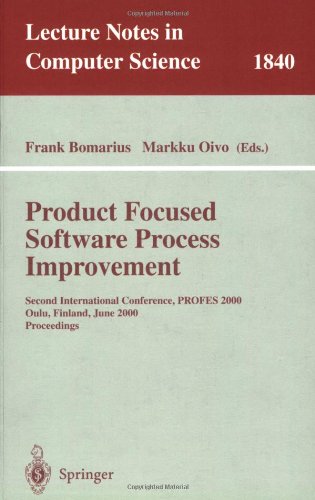 Lecture Notes in
Computer Science 1840
Frank Bomarius Markku Oivo (Eds.)
Product Focused
Software Process
Improvement
Second International Conference, PROFES 2000
Oulu, Finland, June 2000
Proceedings
Springer